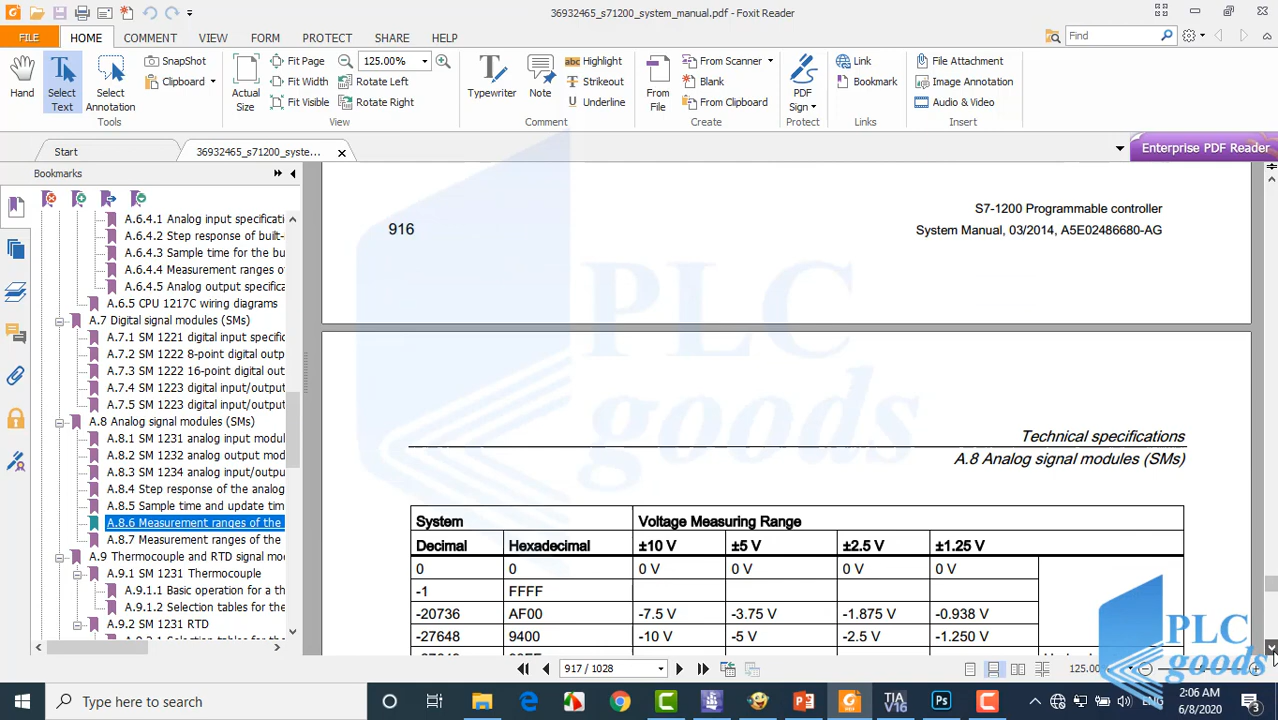 36932465_s71200_system_manual.pdf - Foxit Reader
FILE HOME COMMENT VIEW FORM PROTECT SHARE HELP
Find
Hand
Select Text
Select Annotation
SnapShot
Clipboard
Tools
Actual Size
Fit Page
Fit Width
Fit Visible
125.00%
Rotate Left
Rotate Right
View
Typewriter
Note
Highlight
Strikeout
Underline
Comment
From File
From Scanner
Blank
From Clipboard
Create
PDF Sign
Protect
Link
Bookmark
Links
File Attachment
Image Annotation
Audio & Video
Insert
Start
36932465_s71200_syste...
Enterprise PDF Reader
Bookmarks
A.6.4.1 Analog input specificati
A.6.4.2 Step response of built-
A.6.4.3 Sample time for the bu
A.6.4.4 Measurement ranges o
A.6.4.5 Analog output specific
A.6.5 CPU 1217C wiring diagrams
A.7 Digital signal modules (SMs)
A.7.1 SM 1221 digital input specific
A.7.2 SM 1222 8-point digital outp
A.7.3 SM 1222 16-point digital out
A.7.4 SM 1223 digital input/output
A.7.5 SM 1223 digital input/output
A.8 Analog signal modules (SMs)
A.8.1 SM 1231 analog input modul
A.8.2 SM 1232 analog output mod
A.8.3 SM 1234 analog input/outpu
A.8.4 Step response of the analog
A.8.5 Sample time and update tim
A.8.6 Measurement ranges of the
A.8.7 Measurement ranges of the
A.9 Thermocouple and RTD signal mo
A.9.1 SM 1231 Thermocouple
A.9.1.1 Basic operation for a th
A.9.1.2 Selection tables for the
A.9.2 SM 1231 RTD
916
S7-1200 Programmable controller
System Manual, 03/2014, A5E02486680-AG
PLC
goods
Technical specifications
A.8 Analog signal modules (SMs)
System Voltage Measuring Range
Decimal Hexadecimal ±10 V ±5 V ±2.5 V ±1.25 V
0 0 0 V 0 V 0 V 0 V
-1 FFFF
-20736 AF00 -7.5 V -3.75 V -1.875 V -0.938 V
-27648 9400 -10 V -5 V -2.5 V -1.250 V
PLC
goods
917 / 1028
125.00%
Type here to search
TIA V16
Ps
ENG
2:06 AM
6/8/2020
3